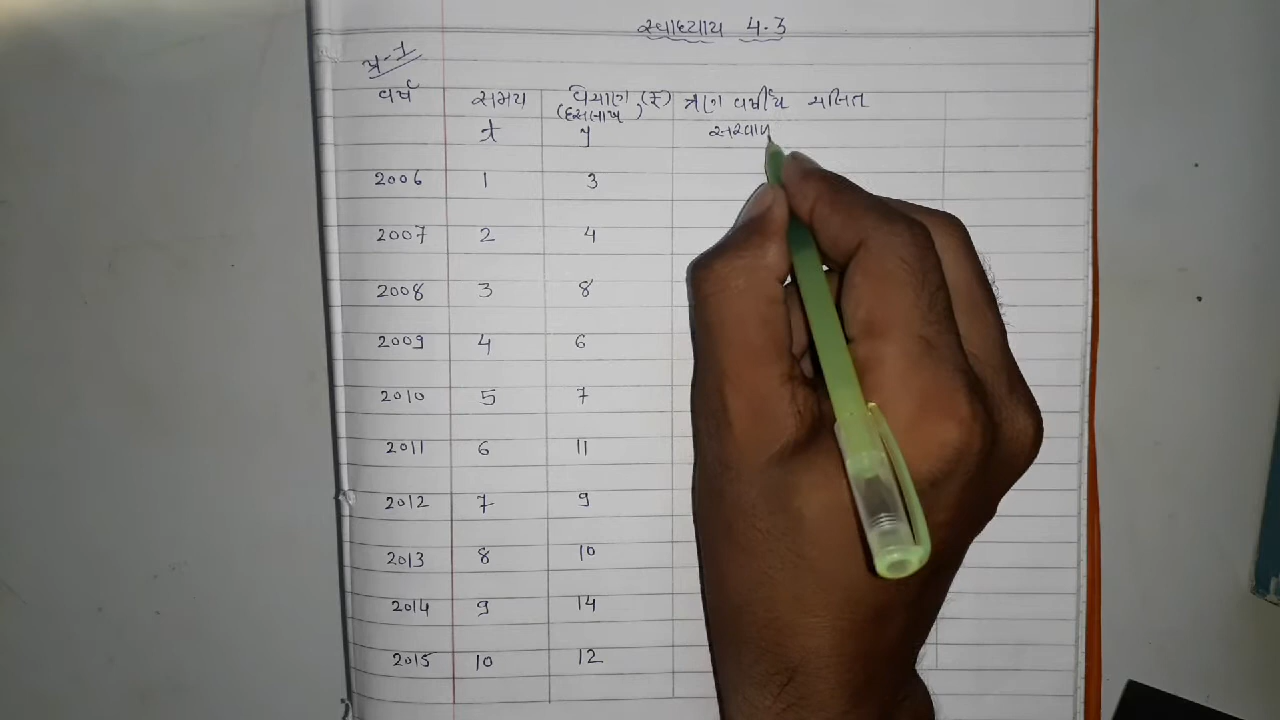 સ્વાધ્યાય 4.3
પ્ર-1
વર્ષ સમય વેચાણ (₹) ત્રણ વર્ષીય ચલિત
(દસલાખ) સરવા
t y
2006 1 3
2007 2 4
2008 3 8
2009 4 6
2010 5 7
2011 6 11
2012 7 9
2013 8 10
2014 9 14
2015 10 12